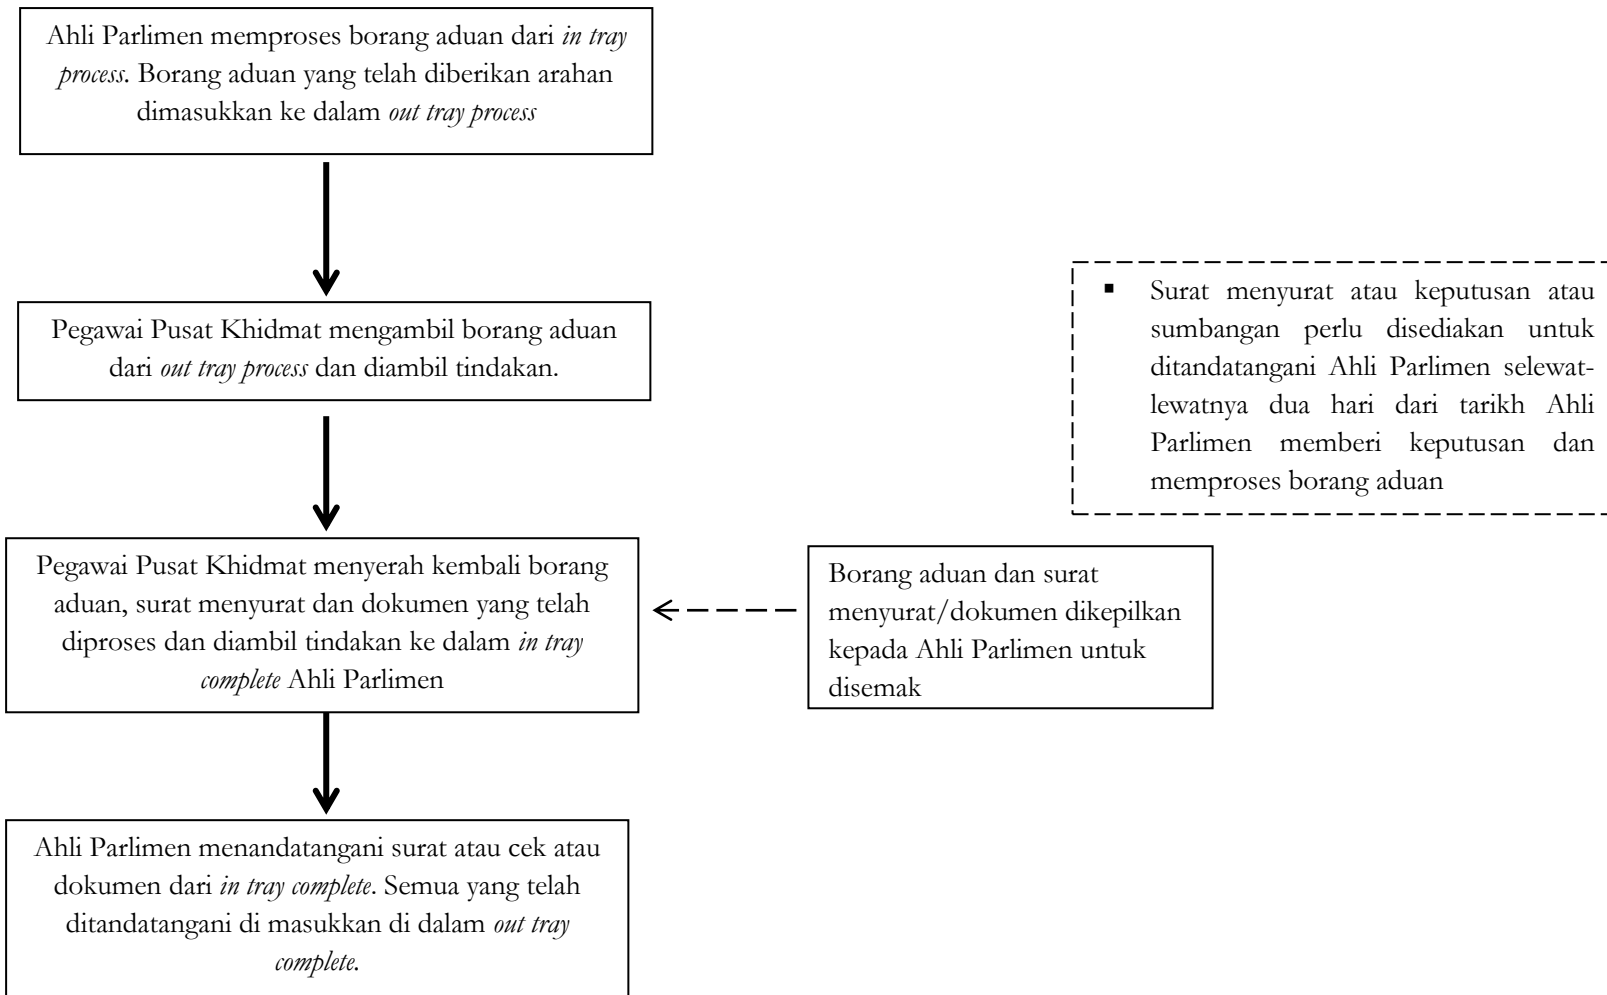 Ahli Parlimen memproses borang aduan dari in tray
process. Borang aduan yang telah diberikan arahan
dimasukkan ke dalam out tray process
Pegawai Pusat Khidmat mengambil borang aduan
dari out tray process dan diambil tindakan.
▪ Surat menyurat atau keputusan atau
sumbangan perlu disediakan untuk
ditandatangani Ahli Parlimen selewat-
lewatnya dua hari dari tarikh Ahli
Parlimen memberi keputusan dan
memproses borang aduan
Pegawai Pusat Khidmat menyerah kembali borang
aduan, surat menyurat dan dokumen yang telah
diproses dan diambil tindakan ke dalam in tray
complete Ahli Parlimen
Borang aduan dan surat
menyurat/dokumen dikepilkan
kepada Ahli Parlimen untuk
disemak
Ahli Parlimen menandatangani surat atau cek atau
dokumen dari in tray complete. Semua yang telah
ditandatangani di masukkan di dalam out tray
complete.